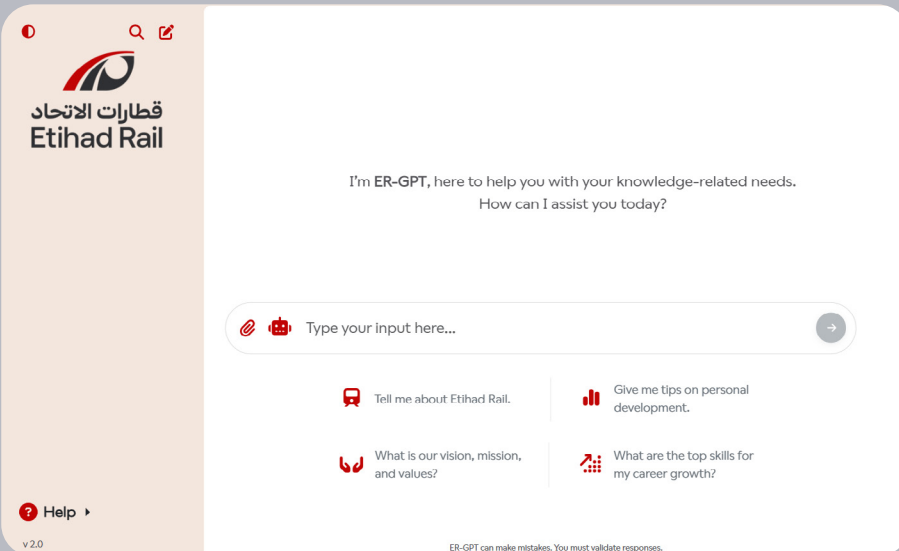 قطارات الاتحاد
Etihad Rail
I'm ER-GPT, here to help you with your knowledge-related needs.
How can I assist you today?
Type your input here...
Tell me about Etihad Rail.
Give me tips on personal
development.
What is our vision, mission,
and values?
What are the top skills for
my career growth?
? Help
v 2.0
ER-GPT can make mistakes. You must validate responses.